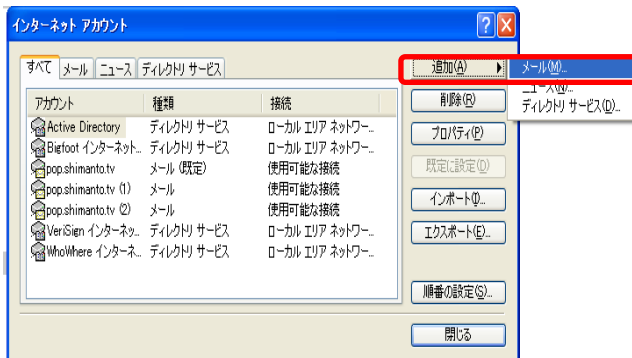 インターネット アカウント
すべて メール ニュース ディレクトリ サービス
アカウント 種類 接続
Active Directory ディレクトリ サービス ローカル エリア ネットワー...
Bigfoot インターネット... ディレクトリ サービス ローカル エリア ネットワー...
pop.shimanto.tv メール (既定) 使用可能な接続
pop.shimanto.tv (1) メール 使用可能な接続
pop.shimanto.tv (2) メール 使用可能な接続
VeriSign インターネッ... ディレクトリ サービス ローカル エリア ネットワー...
WhoWhere インターネ... ディレクトリ サービス ローカル エリア ネットワー...
追加(A)
削除(R)
プロパティ(P)
既定に設定(D)
インポート(I)...
エクスポート(E)...
順番の設定(S)...
閉じる
メール(M)...
ニュース(N)...
ディレクトリ サービス(D)...